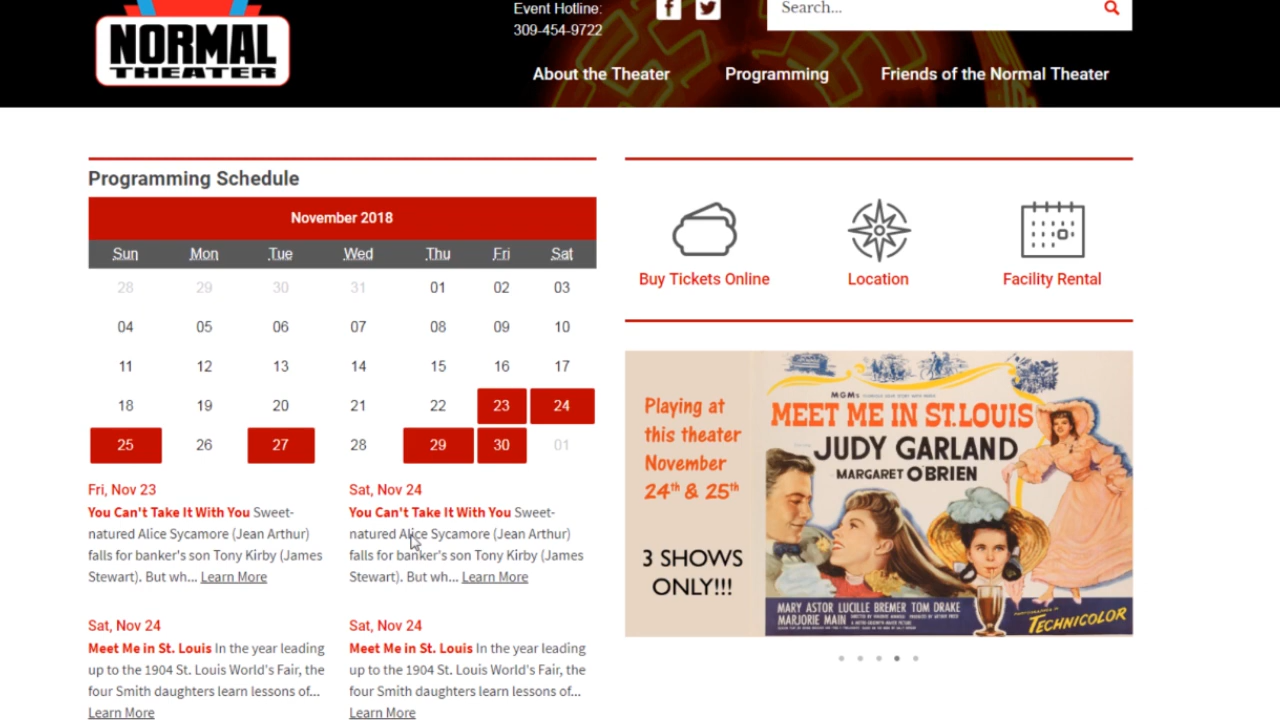 NORMAL
THEATER
Event Hotline:
309-454-9722
Search...
About the Theater
Programming
Friends of the Normal Theater
Programming Schedule
November 2018
Sun Mon Tue Wed Thu Fri Sat
28 29 30 31 01 02 03
04 05 06 07 08 09 10
11 12 13 14 15 16 17
18 19 20 21 22 23 24
25 26 27 28 29 30 01
Fri, Nov 23
You Can't Take It With You Sweet-
natured Alice Sycamore (Jean Arthur)
falls for banker's son Tony Kirby (James
Stewart). But wh... Learn More
Sat, Nov 24
You Can't Take It With You Sweet-
natured Alice Sycamore (Jean Arthur)
falls for banker's son Tony Kirby (James
Stewart). But wh... Learn More
Sat, Nov 24
Meet Me in St. Louis In the year leading
up to the 1904 St. Louis World's Fair, the
four Smith daughters learn lessons of...
Learn More
Sat, Nov 24
Meet Me in St. Louis In the year leading
up to the 1904 St. Louis World's Fair, the
four Smith daughters learn lessons of...
Learn More
Buy Tickets Online
Location
Facility Rental
Playing at
this theater
November
24th & 25th
3 SHOWS
ONLY!!!
MGM's
MEET ME IN ST. LOUIS
JUDY GARLAND
MARGARET O'BRIEN
MARY ASTOR LUCILLE BREMER TOM DRAKE
MARJORIE MAIN
TECHNICOLOR